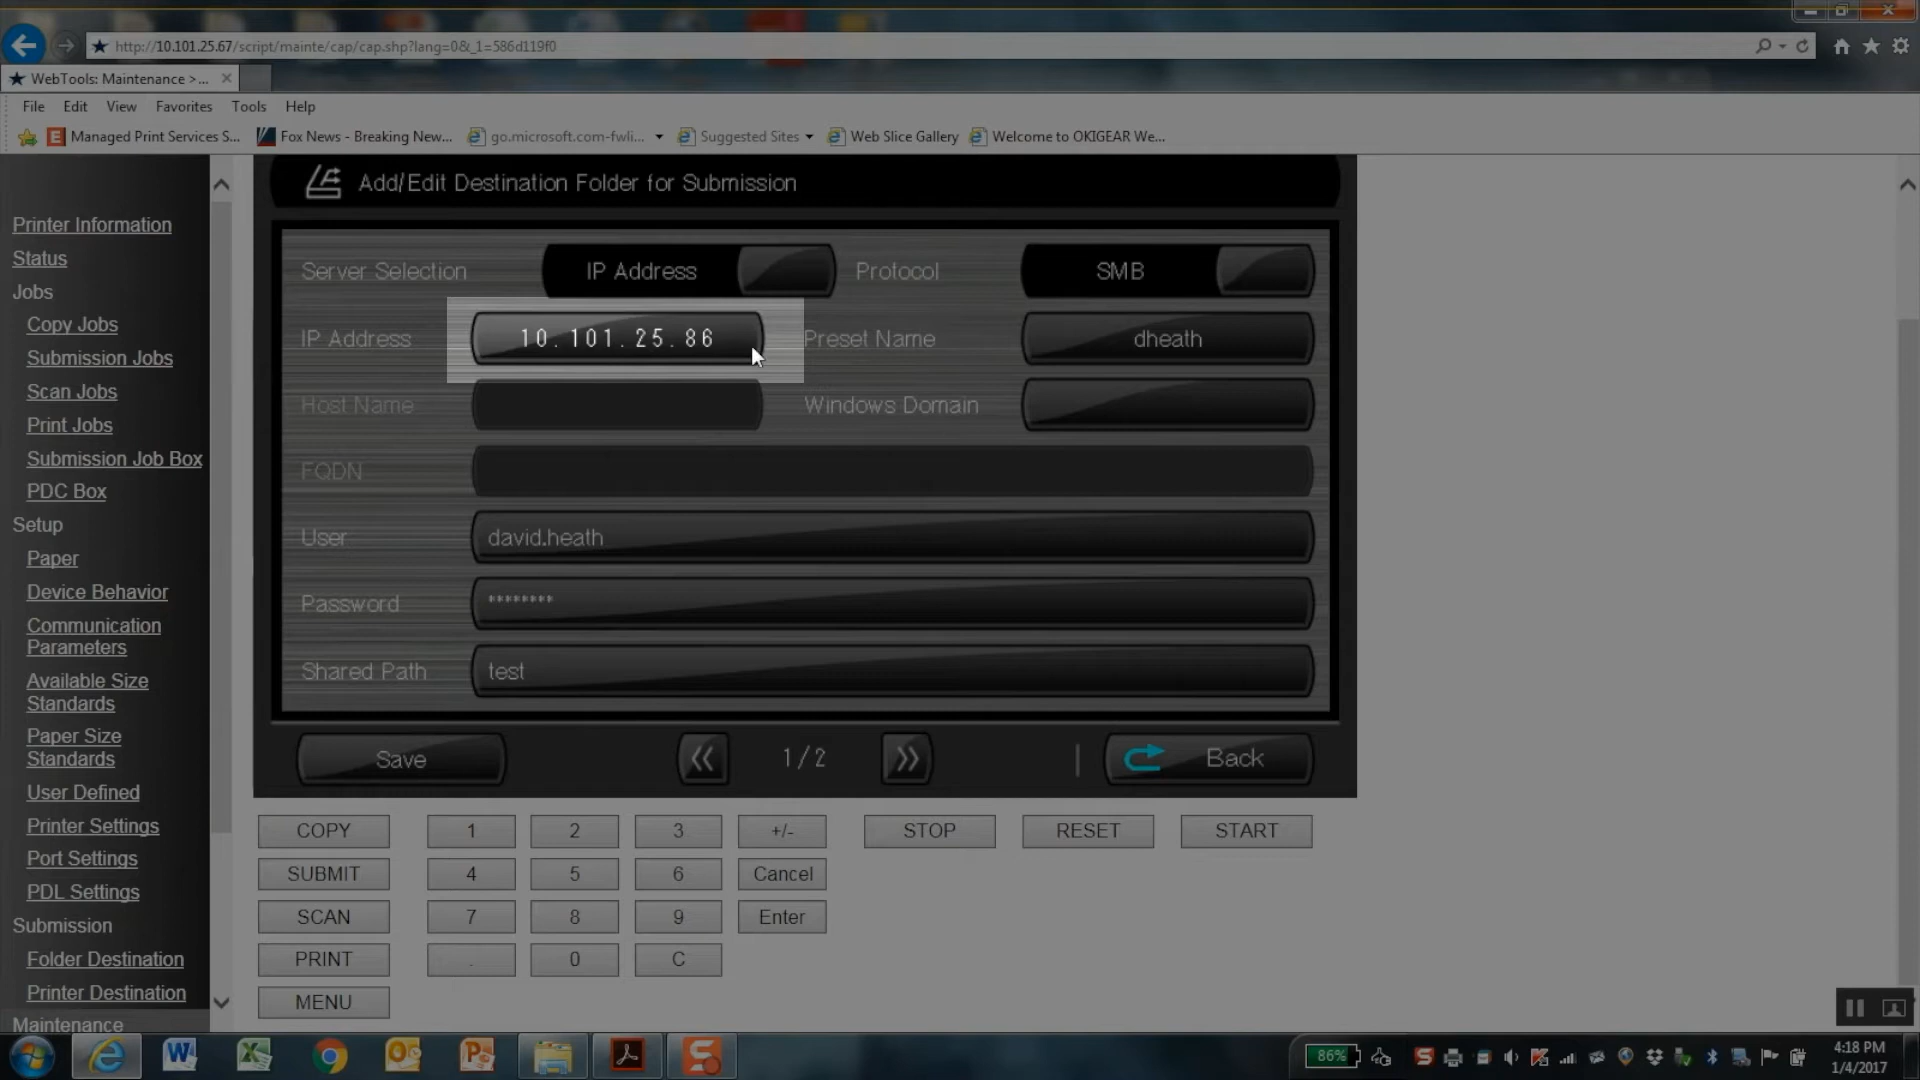 http://10.101.25.67/script/mainte/cap/cap.shp?lang=0&_1=586d119f0
WebTools: Maintenance >...
File Edit View Favorites Tools Help
Managed Print Services S... Fox News - Breaking New... go.microsoft.com-fwli... Suggested Sites Web Slice Gallery Welcome to OKIGEAR We...
Printer Information
Status
Jobs
Copy Jobs
Submission Jobs
Scan Jobs
Print Jobs
Submission Job Box
PDC Box
Setup
Paper
Device Behavior
Communication
Parameters
Available Size
Standards
Paper Size
Standards
User Defined
Printer Settings
Port Settings
PDL Settings
Submission
Folder Destination
Printer Destination
Maintenance
Add/Edit Destination Folder for Submission
Server Selection IP Address Protocol SMB
IP Address 10.101.25.86 Preset Name dheath
Host Name Windows Domain
FQDN
User david.heath
Password ********
Shared Path test
Save 1/2 Back
COPY 1 2 3 +/- STOP RESET START
SUBMIT 4 5 6 Cancel
SCAN 7 8 9 Enter
PRINT . 0 C
MENU
86% 4:18 PM
1/4/2017